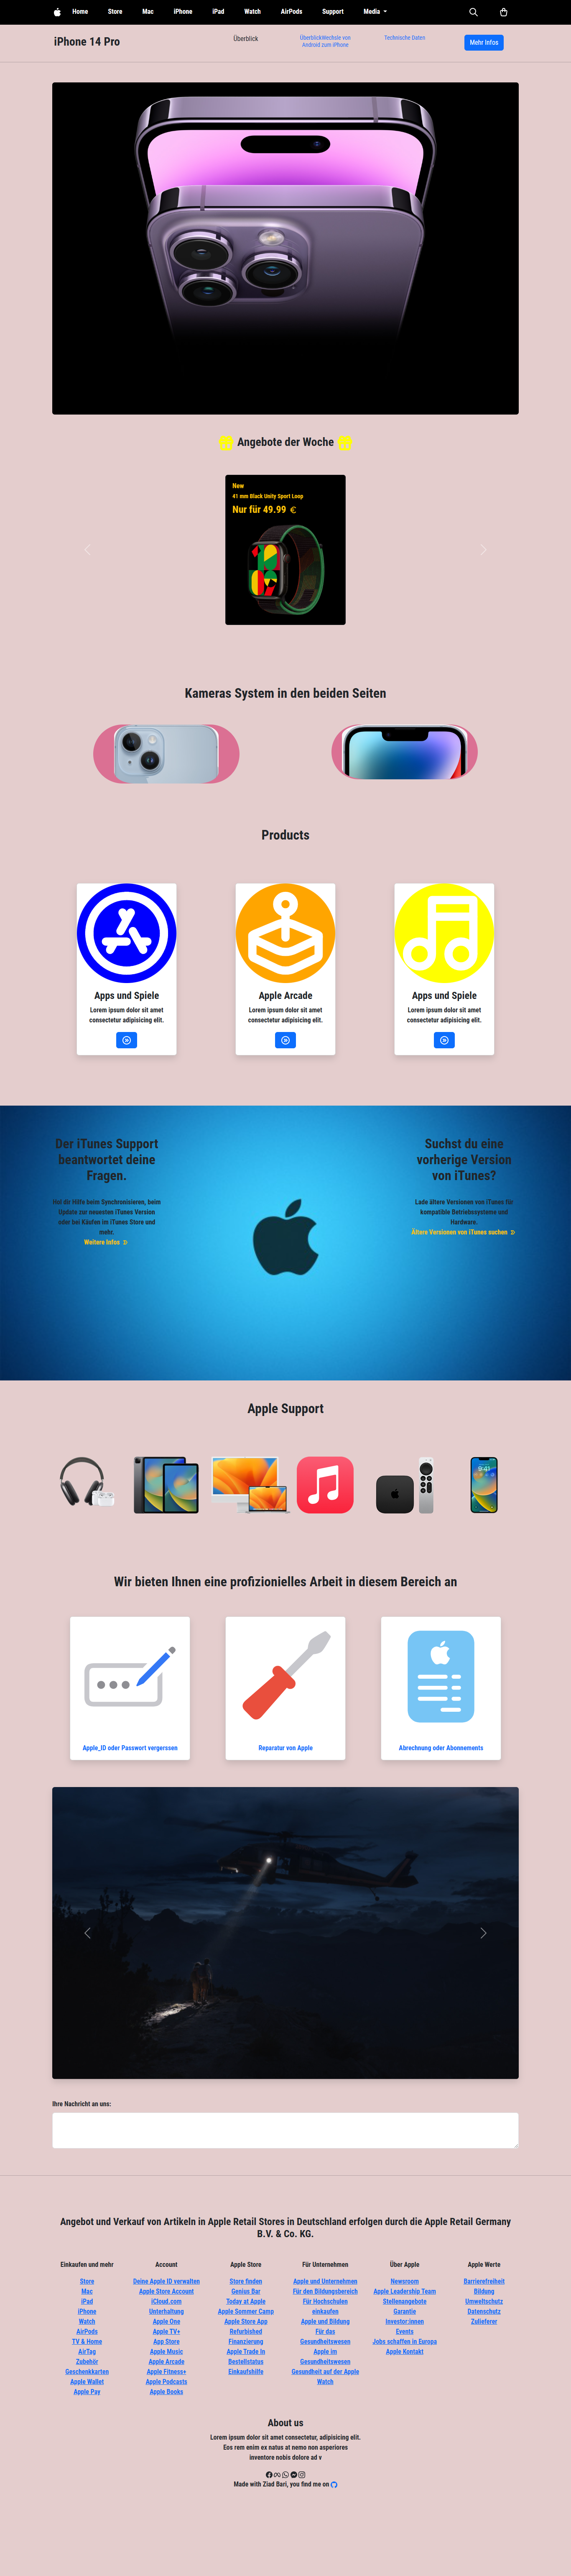 Home Store Mac iPhone iPad Watch AirPods Support Media
iPhone 14 Pro
Überblick
ÜberblickWechsle von
Android zum iPhone
Technische Daten
Mehr infos
Angebote der Woche
New
41 mm Black Unity Sport Loop
Nur für 49.99 €
Kameras System in den beiden Seiten
Products
Apps und Spiele
Lorem ipsum dolor sit amet
consectetur adipisicing elit.
Apple Arcade
Lorem ipsum dolor sit amet
consectetur adipisicing elit.
Apps und Spiele
Lorem ipsum dolor sit amet
consectetur adipisicing elit.
Der iTunes Support
beantwortet deine
Fragen.
Hol dir Hilfe beim Synchronisieren, beim
Update zur neuesten iTunes Version
oder bei Käufen im iTunes Store und
mehr.
Weitere Infos
Suchst du eine
vorherige Version
von iTunes?
Lade ältere Versionen von iTunes für
kompatible Betriebssysteme und
Hardware.
Ältere Versionen von iTunes suchen
Apple Support
9:41
Wir bieten Ihnen eine profizionielles Arbeit in diesem Bereich an
Apple_ID oder Passwort vergerssen
Reparatur von Apple
Abrechnung oder Abonnements
Ihre Nachricht an uns:
Angebot und Verkauf von Artikeln in Apple Retail Stores in Deutschland erfolgen durch die Apple Retail Germany
B.V. & Co. KG.
Einkaufen und mehr
Store
Mac
iPad
iPhone
Watch
AirPods
TV & Home
AirTag
Zubehör
Geschenkkarten
Apple Wallet
Apple Pay
Account
Deine Apple ID verwalten
Apple Store Account
iCloud.com
Unterhaltung
Apple One
Apple TV+
App Store
Apple Music
Apple Arcade
Apple Fitness+
Apple Podcasts
Apple Books
Apple Store
Store finden
Genius Bar
Today at Apple
Apple Sommer Camp
Apple Store App
Refurbished
Finanzierung
Apple Trade In
Bestellstatus
Einkaufshilfe
Für Unternehmen
Apple und Unternehmen
Für den Bildungsbereich
Für Hochschulen
einkaufen
Apple und Bildung
Für das
Gesundheitswesen
Apple im
Gesundheitswesen
Gesundheit auf der Apple
Watch
Über Apple
Newsroom
Apple Leadership Team
Stellenangebote
Garantie
Investor:innen
Events
Jobs schaffen in Europa
Apple Kontakt
Apple Werte
Barrierefreiheit
Bildung
Umweltschutz
Datenschutz
Zulieferer
About us
Lorem ipsum dolor sit amet consectetur, adipisicing elit.
Eos rem enim ex natus at nemo non asperiores
inventore nobis dolore ad v
Made with Ziad Bari, you find me on